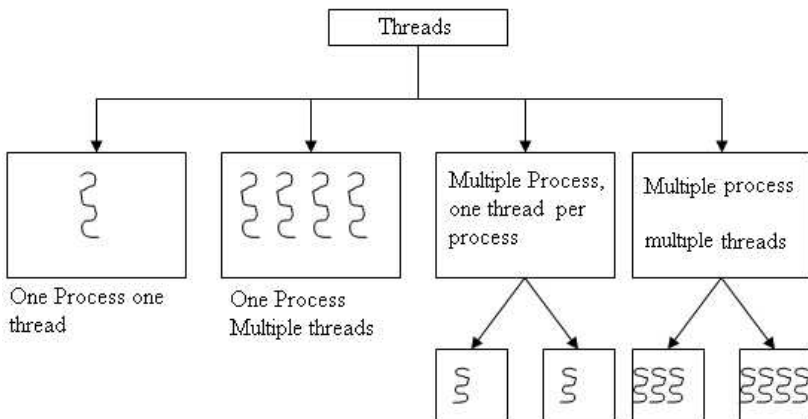 Threads
One Process one
thread
One Process
Multiple threads
Multiple Process,
one thread per
process
Multiple process
multiple threads